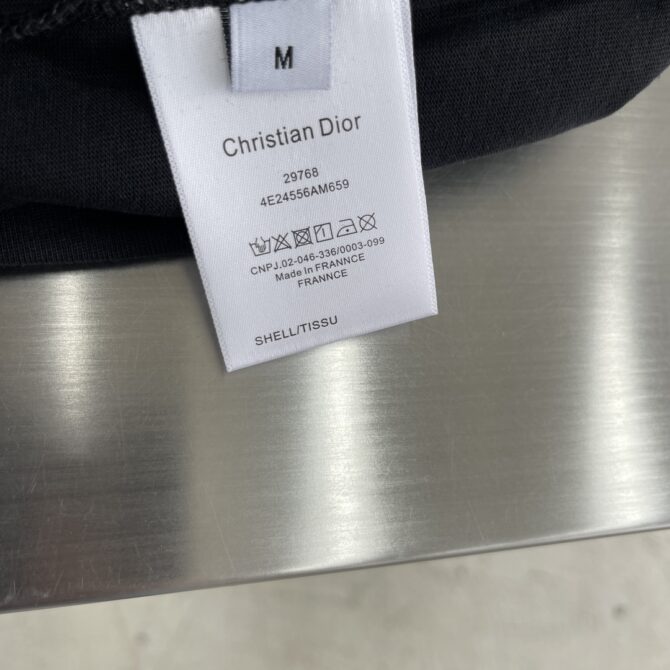 M
Christian Dior
29768
4E24556AM659
CNPJ.02-046-336/0003-099
Made In FRANNCE
FRANNCE
SHELL/TISSU